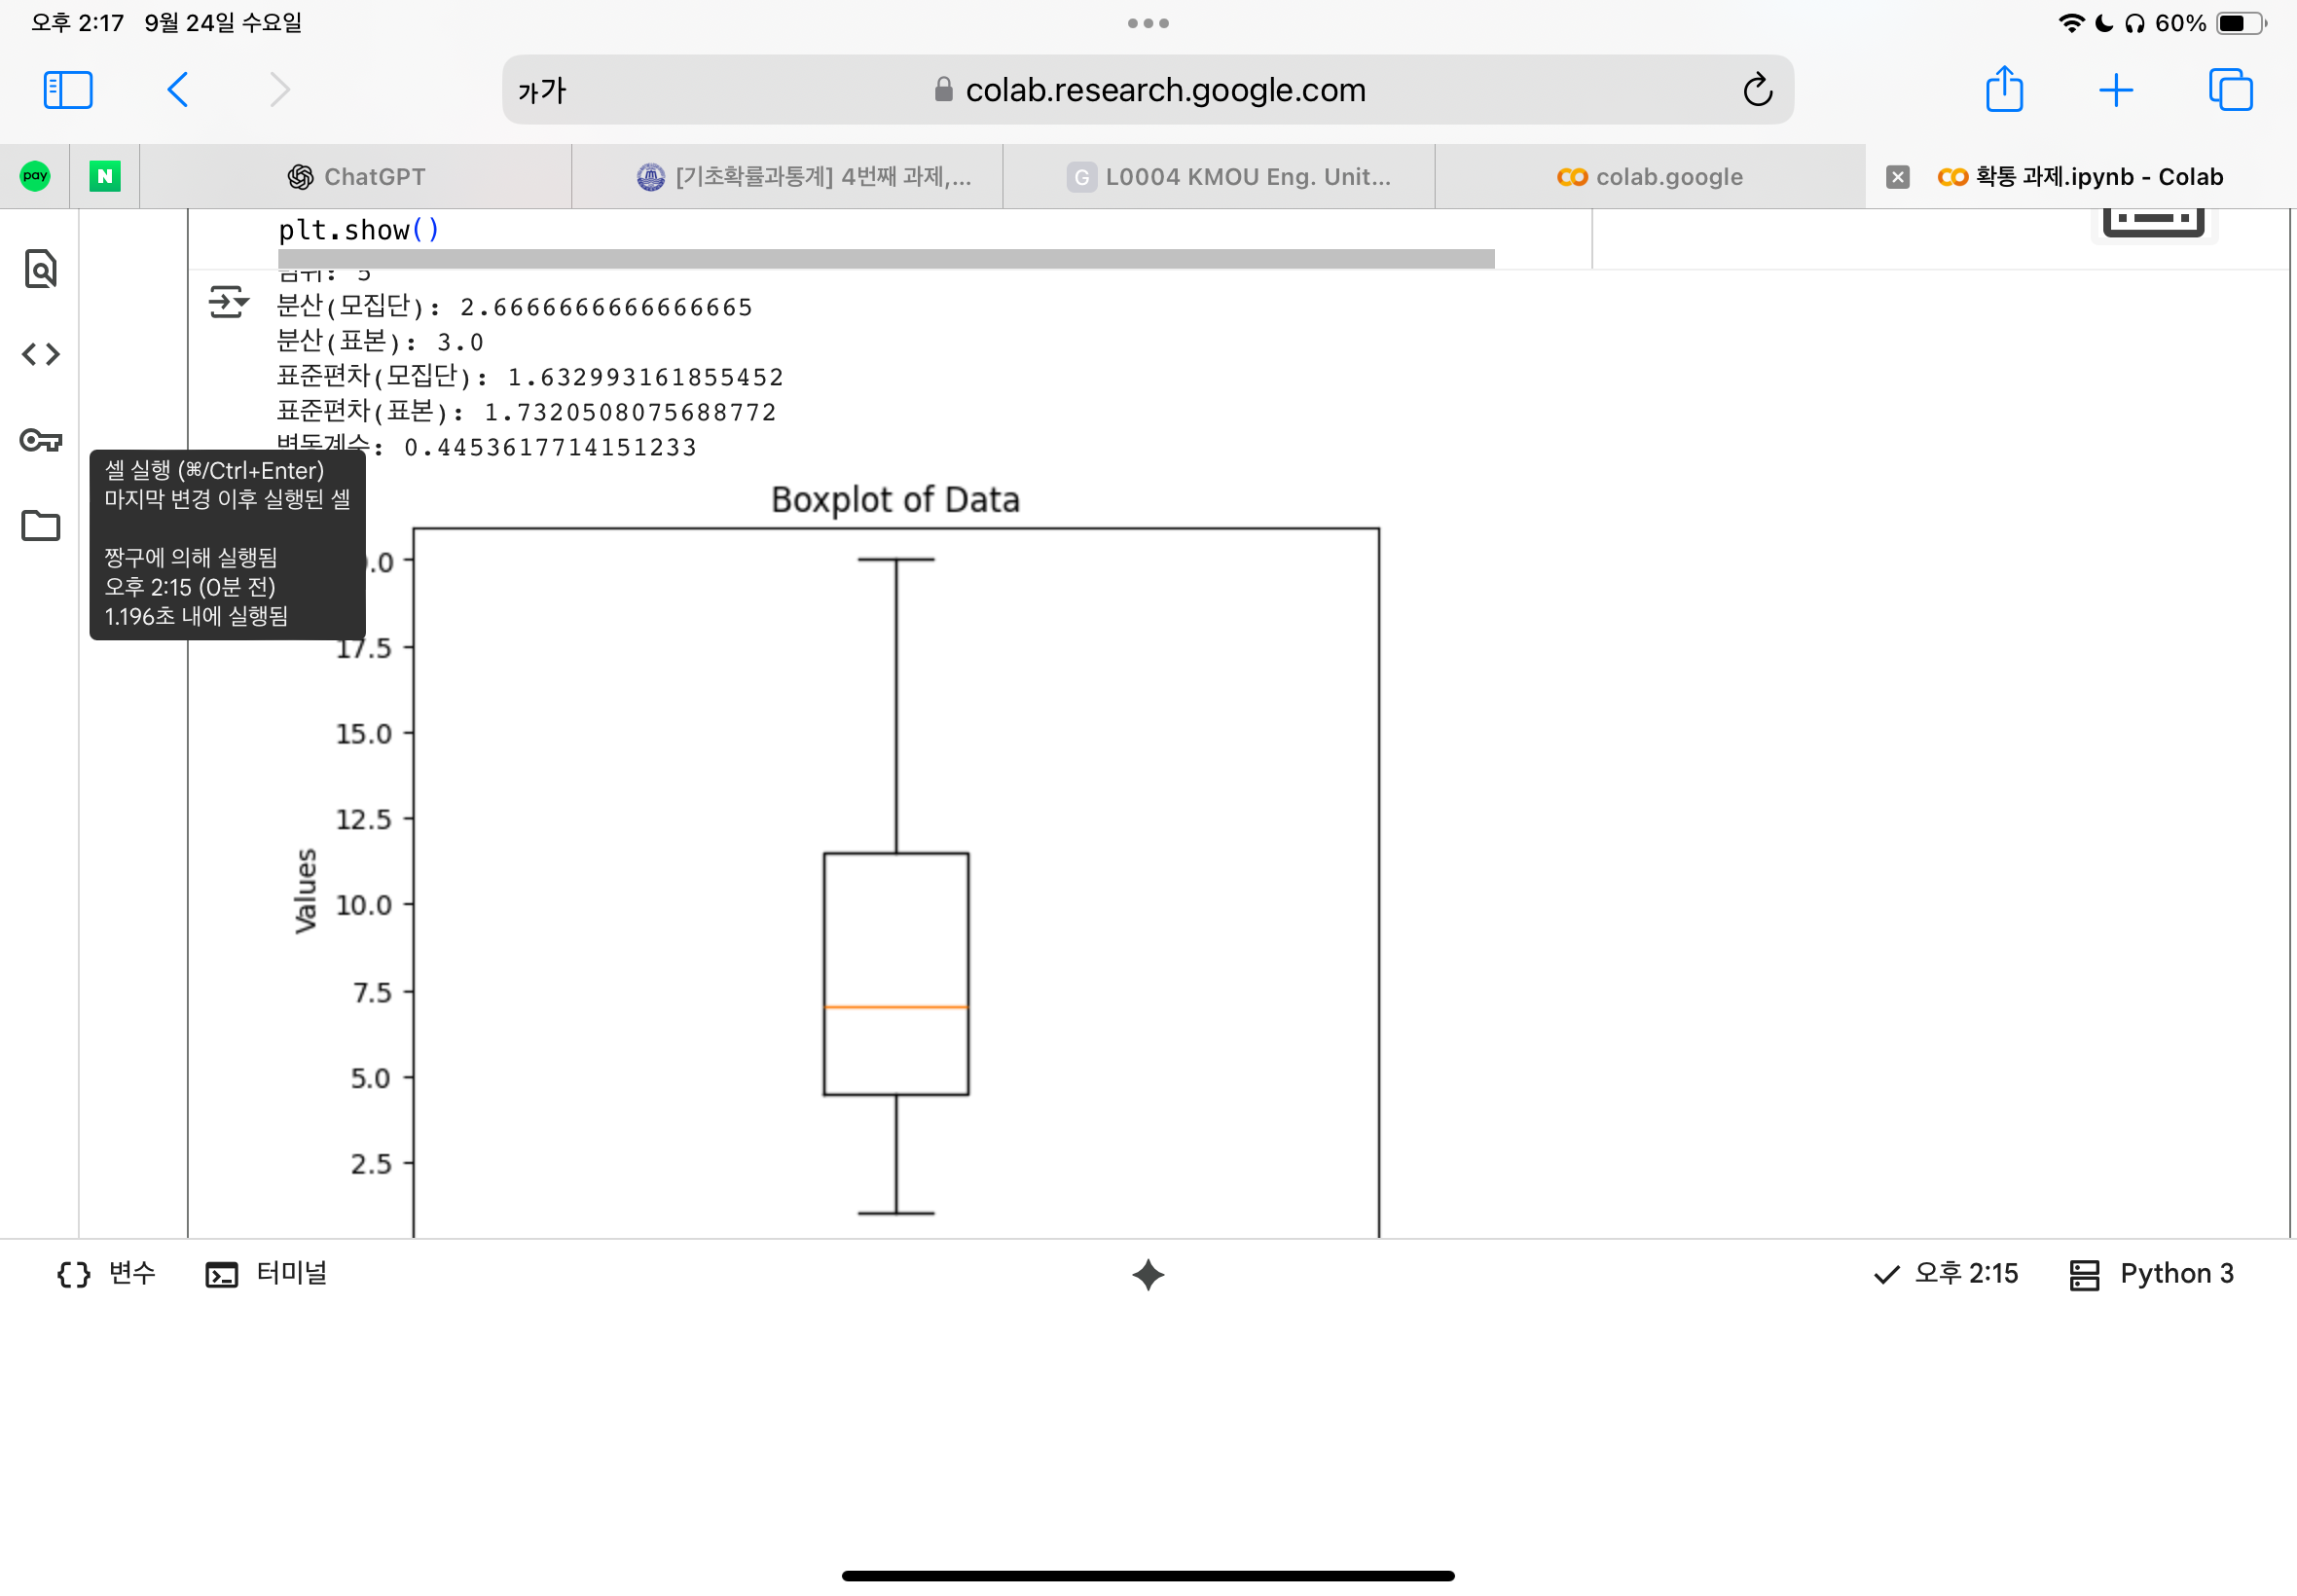 오후 2:17 9월 24일 수요일
60%
가가 colab.research.google.com
pay
N
ChatGPT
[기초확률과통계] 4번째 과제,...
G L0004 KMOU Eng. Unit...
colab.google
확통 과제.ipynb - Colab
plt.show()
범위: 5
분산(모집단): 2.6666666666666665
분산(표본): 3.0
표준편차(모집단): 1.632993161855452
표준편차(표본): 1.7320508075688772
변동계수: 0.4453617714151233
셀 실행 (⌘/Ctrl+Enter)
마지막 변경 이후 실행된 셀
짱구에 의해 실행됨
오후 2:15 (0분 전)
1.196초 내에 실행됨
Boxplot of Data
.0
17.5
15.0
12.5
10.0
7.5
5.0
2.5
Values
변수
터미널
오후 2:15
Python 3